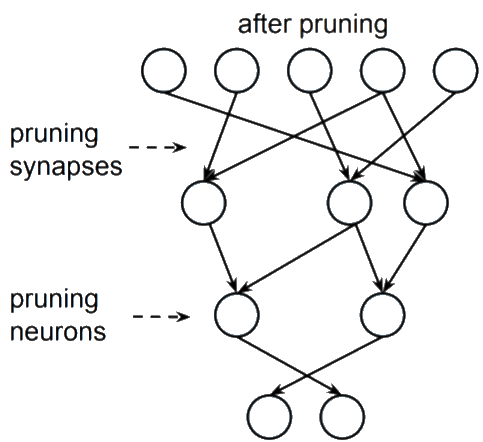 after pruning
pruning
synapses
pruning
neurons